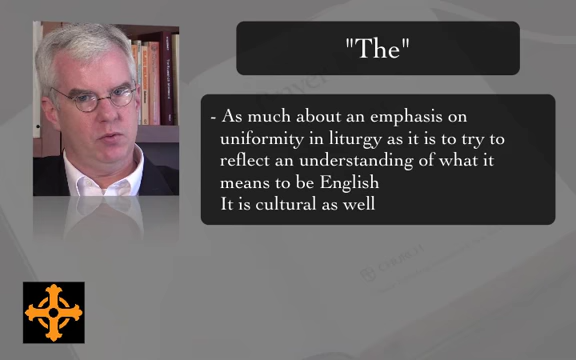 "The"
- As much about an emphasis on
uniformity in liturgy as it is to try to
reflect an understanding of what it
means to be English
It is cultural as well
Prayer